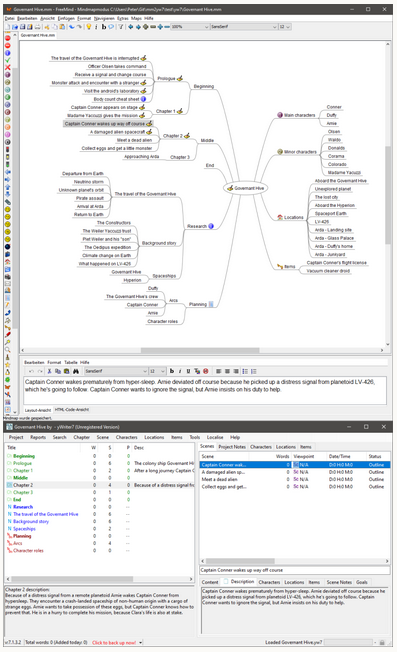 Governant Hive.mm - FreeMind - Mindmapmodus C:\Users\Peter\Git\mm2yw7\test\yw7\Governant Hive.mm
Datei Bearbeiten Ansicht Einfügen Format Navigieren Extras Maps Hilfe
100% SansSerif 12
Governant Hive.mm
The travel of the Governant Hive is interrupted
Officer Olsen takes command
Receive a signal and change course
Monster attack and encounter with a stranger
Visit the android's laboratory
Body count cheat sheet
Prologue
Captain Conner appears on stage
Madame Yaccuzi gives the mission
Chapter 1
Beginning
Captain Conner wakes up way off course
A damaged alien spacecraft
Meet a dead alien
Collect eggs and get a little monster
Chapter 2
Approaching Arda
Chapter 3
Middle
End
Governant Hive
Main characters
Conner
Duffy
Arnie
Minor characters
Olsen
Waldo
Donaldo
Corama
Colorado
Madame Yacuzi
Locations
Aboard the Governant Hive
Unexplored planet
The lost city
Aboard the Hyperion
Spaceport Earth
LV-426
Arda - Landing site
Arda - Glass Palace
Arda - Duffy's home
Arda - Junkyard
Items
Captain Conner's flight license
Vacuum cleaner droid
Departure from Earth
Neutrino storm
Unknown planet's orbit
Pirate assault
Arrival at Arda
Return to Earth
The travel of the Governant Hive
The Constructors
The Weller Yaccuzi trust
Piet Weller and his "son"
The Oedipus expedition
Climate change on Earth
What happened on LV-426
Background story
Governant Hive
Hyperion
Spaceships
Research
Duffy
The Governant Hive's crew
Captain Conner
Arnie
Arcs
Character roles
Planning
Bearbeiten Format Tabelle Hilfe
SansSerif 12
Captain Conner wakes prematurely from hyper-sleep. Arnie deviated off course because he picked up a distress signal from planetoid LV-426,
which he's going to follow. Captain Conner wants to ignore the signal, but Arnie insists on his duty to help.
Layout-Ansicht HTML-Code-Ansicht
Mindmap wurde gespeichert.
Governant Hive by - yWriter7 (Unregistered Version)
Project Reports Search Chapter Scene Characters Locations Items Tools Localise Help
Title W S P Desc
Beginning 0 0 0
Prologue 0 6 0 The colony ship Governant H
Chapter 1 0 2 0 After a long journey Captain C
Middle 0 0 0
Chapter 2 0 4 0 Because of a distress signal fr
Chapter 3 0 1 0
End 0 0 0
Research 0 0
The travel of the Governant Hive 0 6
Background story 0 6
Spaceships 0 2
Planning 0 0
Arcs 0 4
Character roles 0 0
Chapter 2 description:
Because of a distress signal from a remote planetoid Arnie wakes Captain Conner from
hypersleep. They encounter a crash-landed spaceship of non-human origin with a cargo of
strange eggs. Arnie wants to take possession of these eggs, but Captain Conner knows how to
prevent that. He is in a hurry to complete his mission, because Clara's life is at stake.
Scenes Project Notes Characters Locations Items
Scene Words Viewpoint Date/Time Status
Captain Conner wak... 0 N/A D:0 H:0 M:0 Outline
A damaged alien sp... 0 N/A D:0 H:0 M:0 Outline
Meet a dead alien 0 N/A D:0 H:0 M:0 Outline
Collect eggs and get... 0 N/A D:0 H:0 M:0 Outline
Captain Conner wakes up way off course
Content Description Characters Locations Items Scene Notes Goals
Captain Conner wakes prematurely from hyper-sleep. Arnie deviated off course because he
picked up a distress signal from planetoid LV-426, which he's going to follow. Captain Conner
wants to ignore the signal, but Arnie insists on his duty to help.
v7.1.3.2 Total words: 0 (Added today: 0) Click to back up now! Loaded Governant Hive.yw7